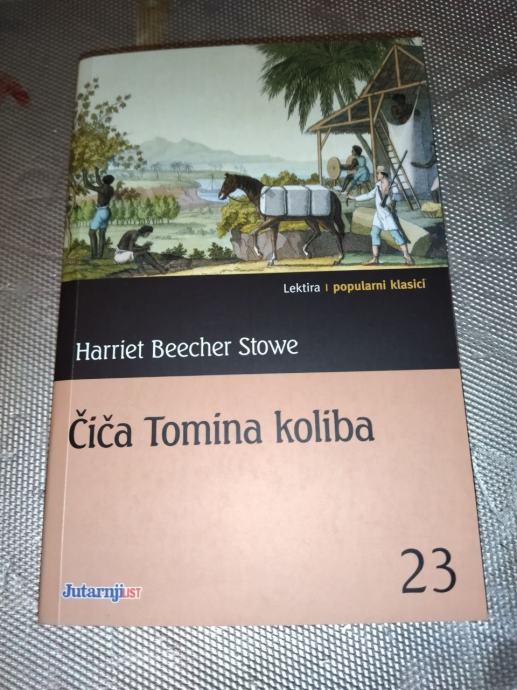 Lektira | popularni klasici
Harriet Beecher Stowe
Čiča Tomina koliba
23
Jutarnji LIST